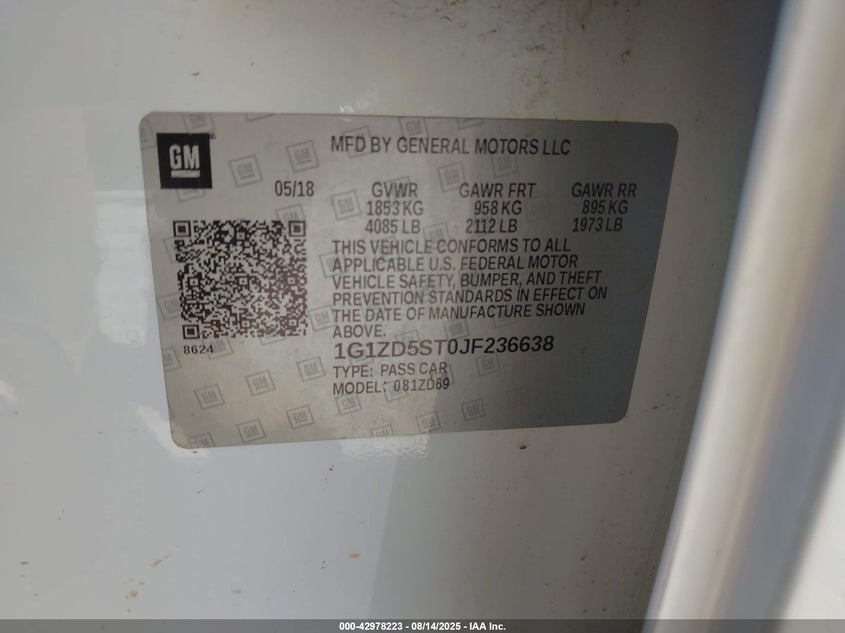 GM
MFD BY GENERAL MOTORS LLC
05/18 GVWR GAWR FRT GAWR RR
1853 KG 958 KG 895 KG
4085 LB 2112 LB 1973 LB
THIS VEHICLE CONFORMS TO ALL
APPLICABLE U.S. FEDERAL MOTOR
VEHICLE SAFETY, BUMPER, AND THEFT
PREVENTION STANDARDS IN EFFECT ON
THE DATE OF MANUFACTURE SHOWN
ABOVE.
8624
1G1ZD5ST0JF236638
TYPE: PASS CAR
MODEL: 081ZD69
000-42978223 - 08/14/2025 - IAA Inc.